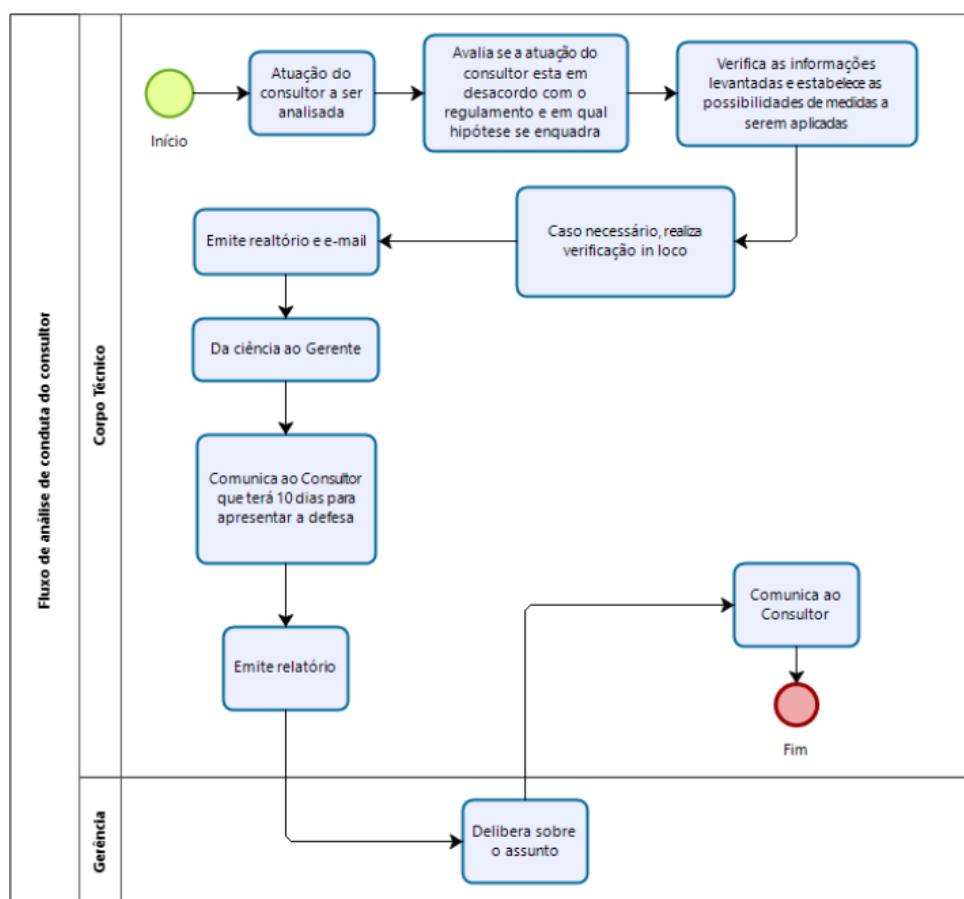 Fluxo de análise de conduta do consultor
Corpo Técnico
Início
Atuação do
consultor a ser
analisada
Avalia se a atuação do
consultor esta em
desacordo com o
regulamento e em qual
hipótese se enquadra
Verifica as informações
levantadas e estabelece as
possibilidades de medidas a
serem aplicadas
Caso necessário, realiza
verificação in loco
Emite realtório e e-mail
Da ciência ao Gerente
Comunica ao Consultor
que terá 10 dias para
apresentar a defesa
Emite relatório
Gerência
Delibera sobre
o assunto
Comunica ao
Consultor
Fim